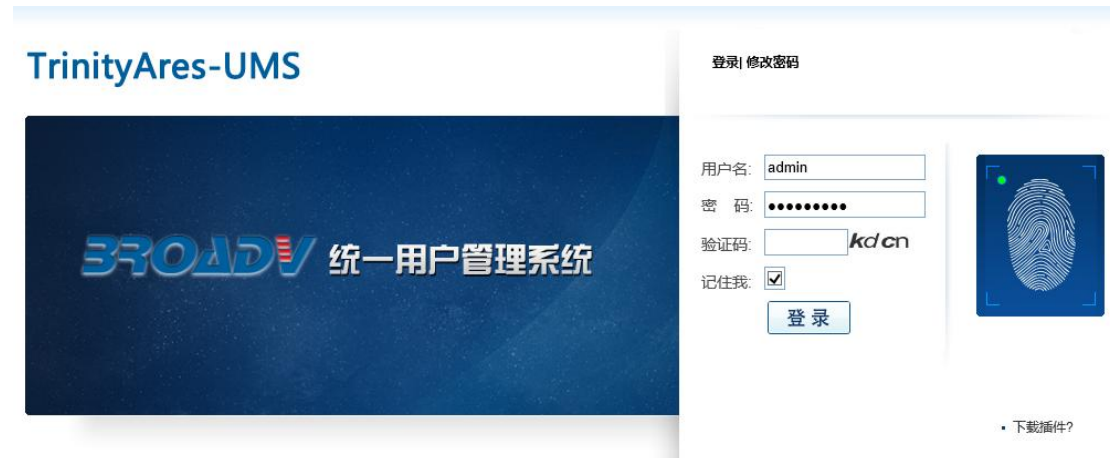 TrinityAres-UMS
登录| 修改密码
BROADV 统一用户管理系统
用户名: admin
密 码: •••••••••
验证码: kdcn
记住我:
登 录
下载插件?